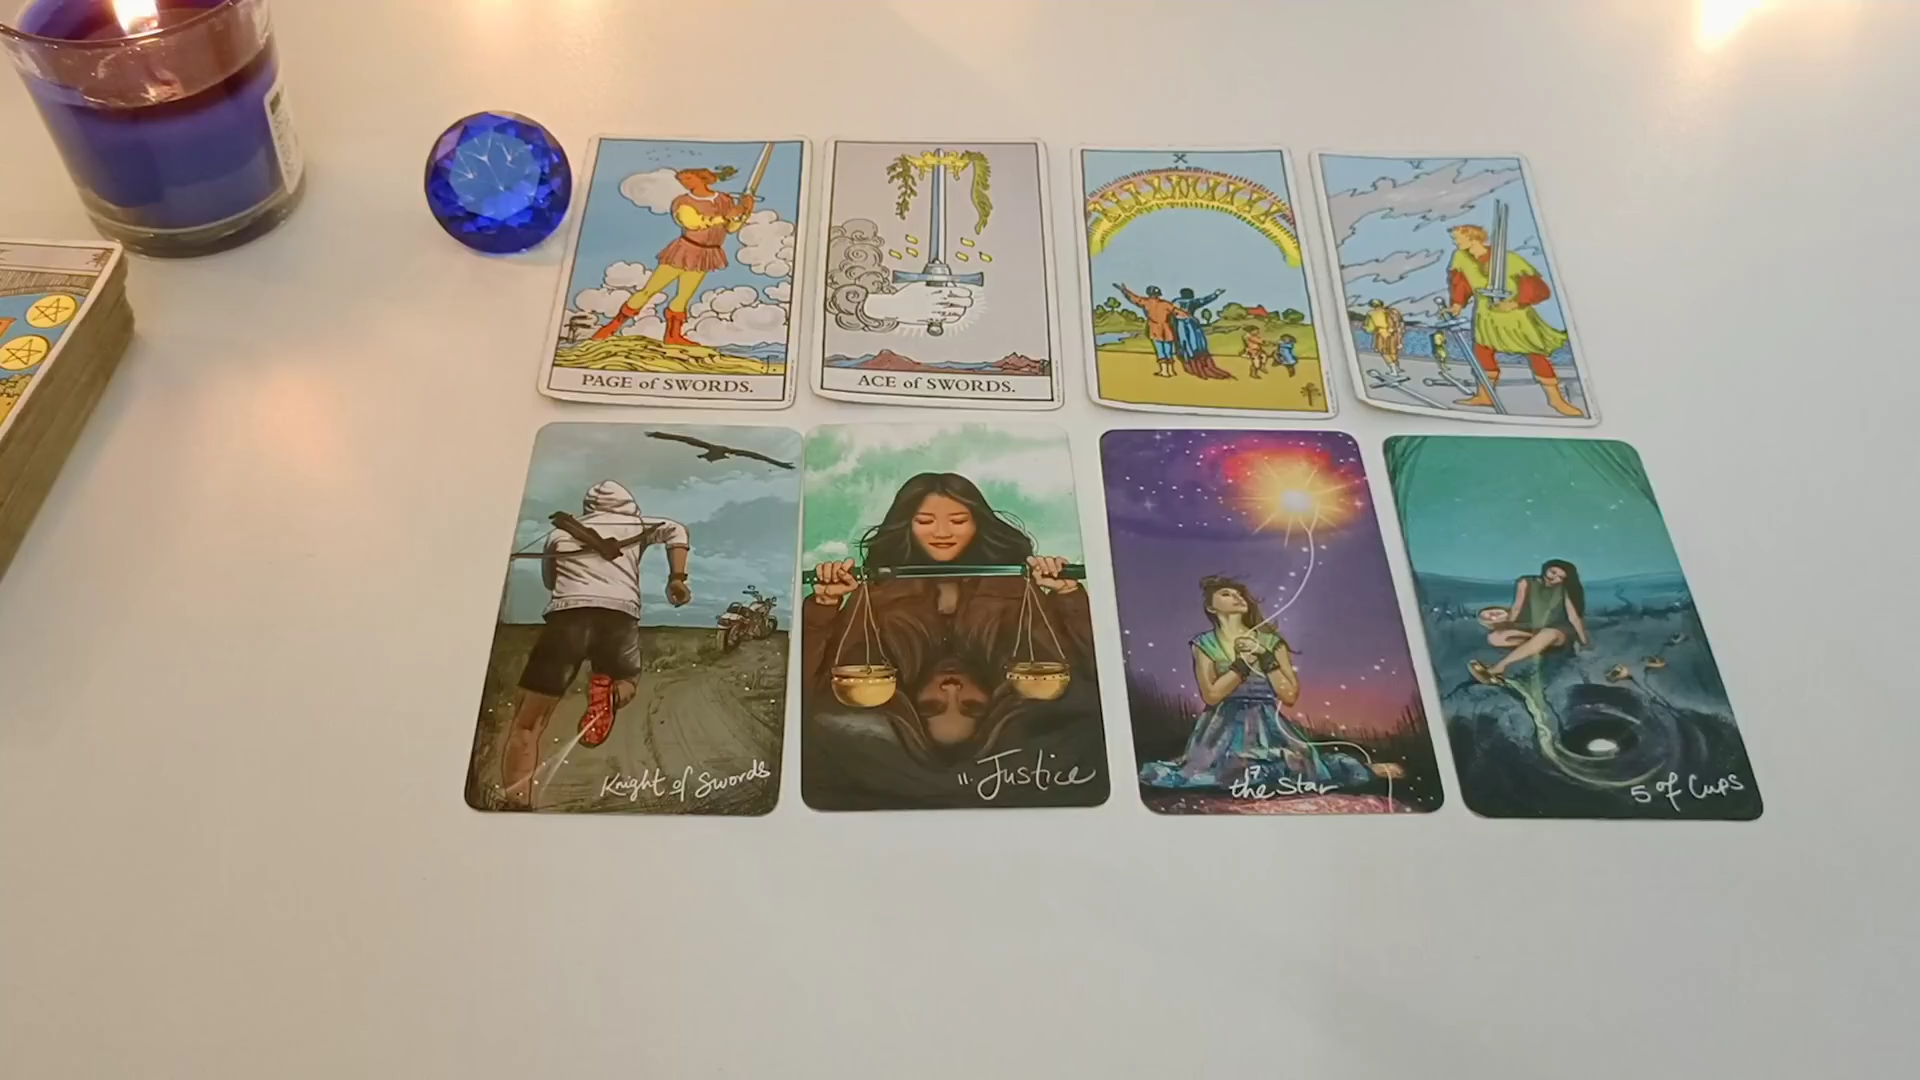 PAGE of SWORDS.
ACE of SWORDS.
X
V
Knight of Swords
11. Justice
17
the Star
5 of Cups